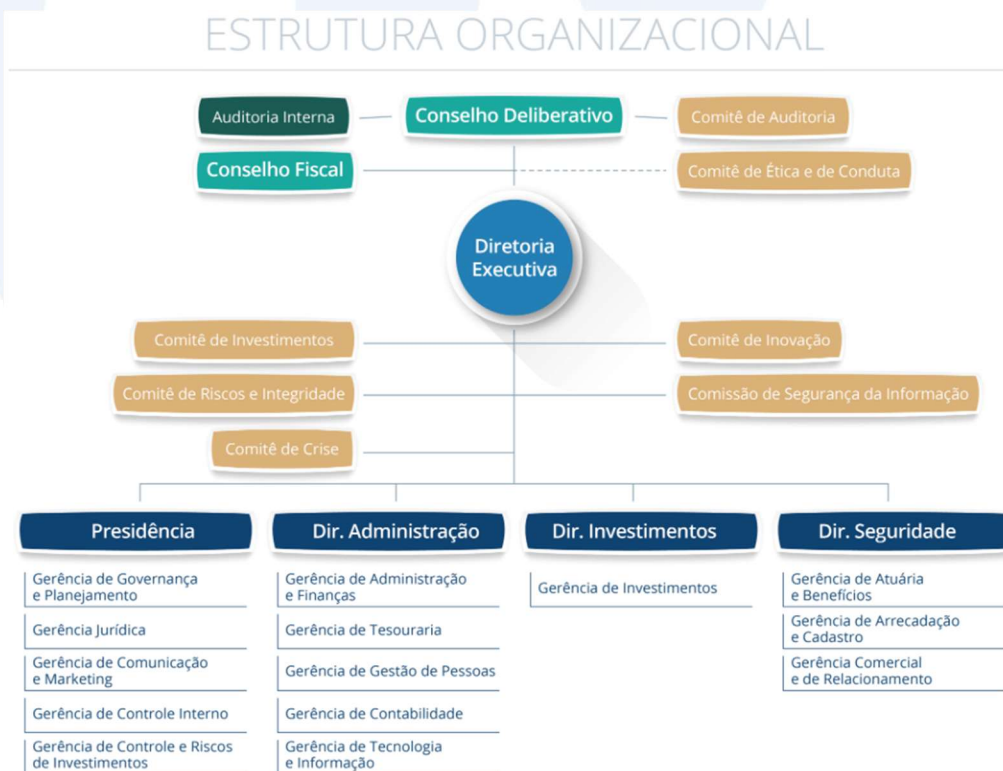 ESTRUTURA ORGANIZACIONAL
Auditoria Interna
Conselho Deliberativo
Comitê de Auditoria
Conselho Fiscal
Comitê de Ética e de Conduta
Diretoria
Executiva
Comitê de Investimentos
Comitê de Inovação
Comitê de Riscos e Integridade
Comissão de Segurança da Informação
Comitê de Crise
Presidência
Gerência de Governança
e Planejamento
Gerência Jurídica
Gerência de Comunicação
e Marketing
Gerência de Controle Interno
Gerência de Controle e Riscos
de Investimentos
Dir. Administração
Gerência de Administração
e Finanças
Gerência de Tesouraria
Gerência de Gestão de Pessoas
Gerência de Contabilidade
Gerência de Tecnologia
e Informação
Dir. Investimentos
Gerência de Investimentos
Dir. Seguridade
Gerência de Atuária
e Benefícios
Gerência de Arrecadação
e Cadastro
Gerência Comercial
e de Relacionamento